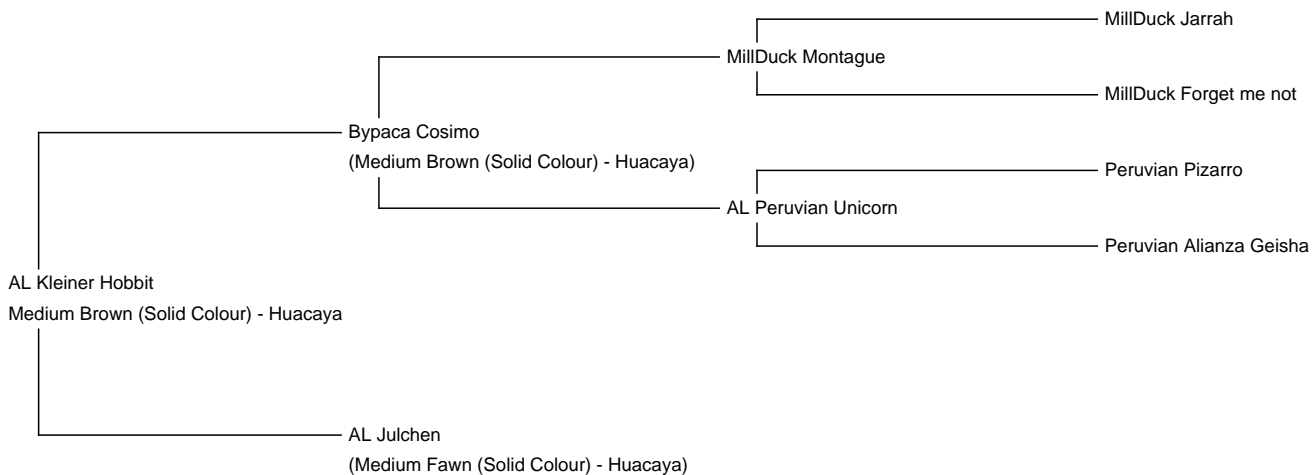 MillDuck Jarrah
MillDuck Montague
MillDuck Forget me not
Bypaca Cosimo
(Medium Brown (Solid Colour) - Huacaya)
Peruvian Pizarro
AL Peruvian Unicorn
Peruvian Alianza Geisha
AL Kleiner Hobbit
Medium Brown (Solid Colour) - Huacaya
AL Julchen
(Medium Fawn (Solid Colour) - Huacaya)